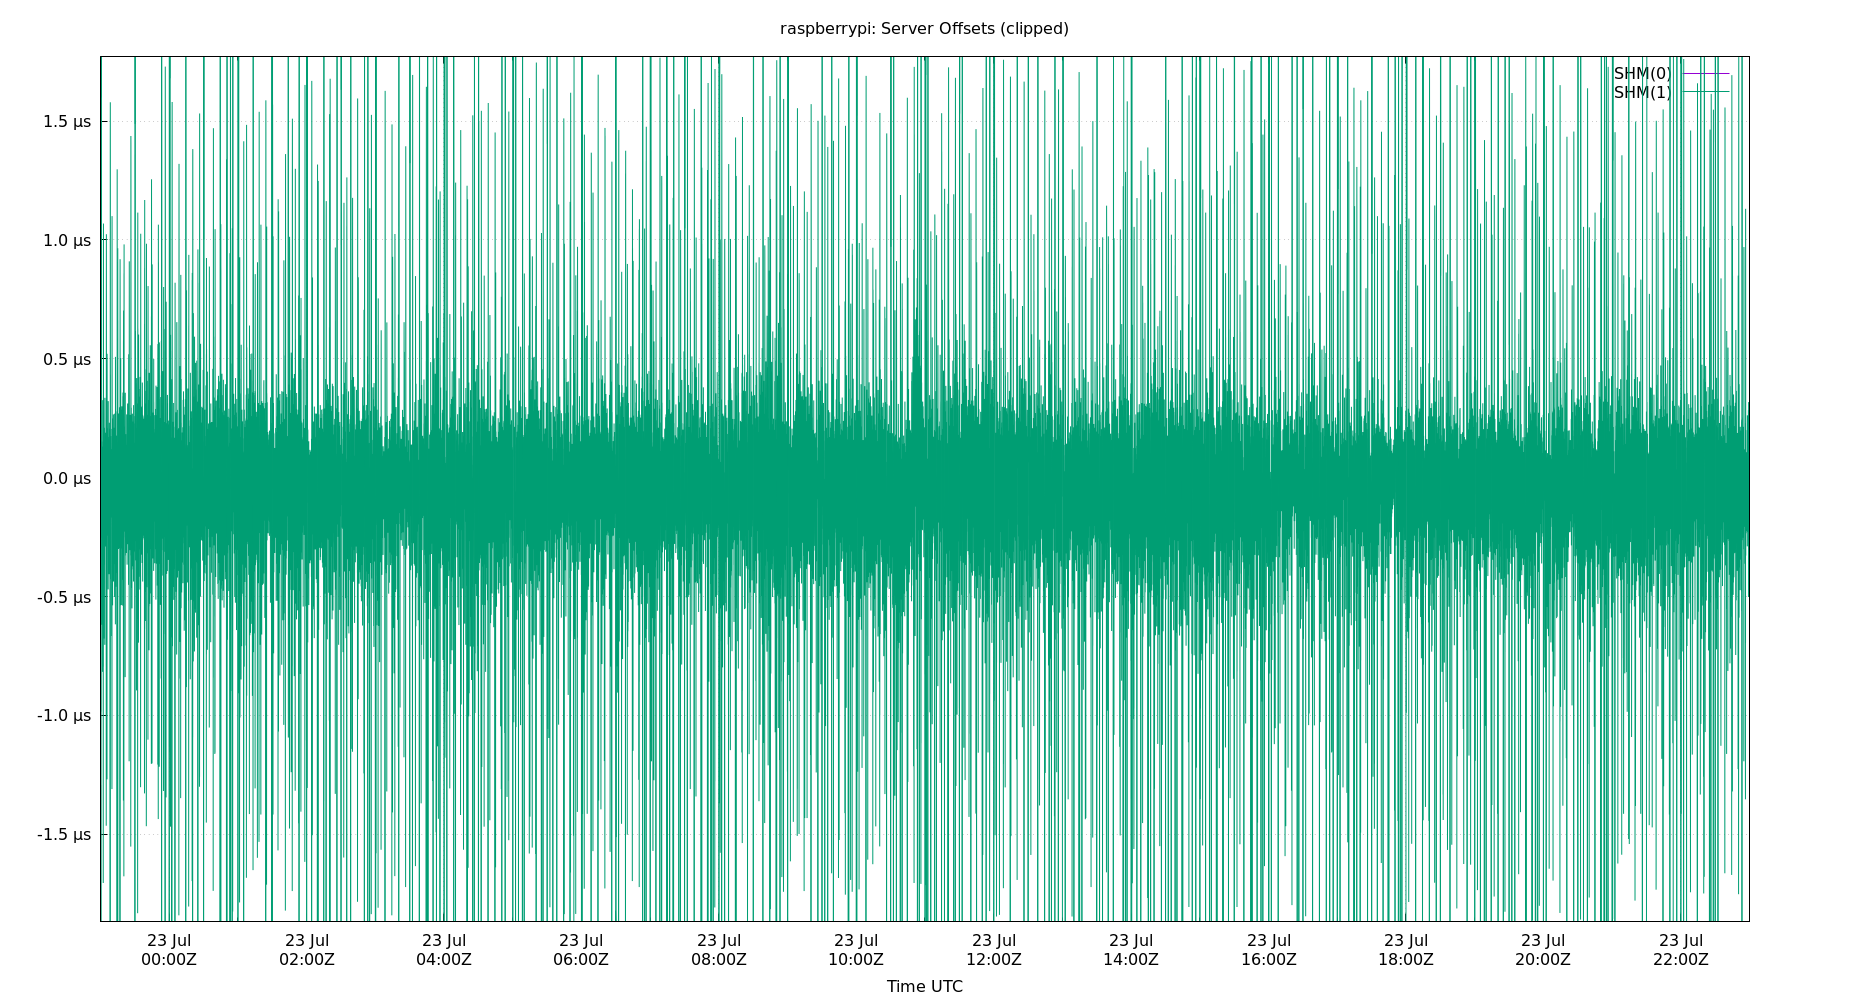 raspberrypi: Server Offsets (clipped)
SHM(0)
SHM(1)
1.5 µs
1.0 µs
0.5 µs
0.0 µs
-0.5 µs
-1.0 µs
-1.5 µs
23 Jul 23 Jul 23 Jul 23 Jul 23 Jul 23 Jul 23 Jul 23 Jul 23 Jul 23 Jul 23 Jul 23 Jul
00:00Z 02:00Z 04:00Z 06:00Z 08:00Z 10:00Z 12:00Z 14:00Z 16:00Z 18:00Z 20:00Z 22:00Z
Time UTC